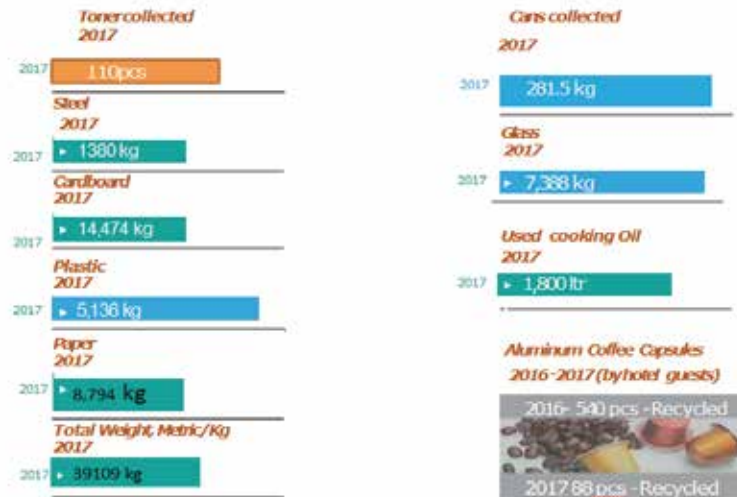 Toner collected
2017
2017
110pcs
Steel
2017
2017
1380 kg
Cardboard
2017
2017
14,474 kg
Plastic
2017
2017
5,136 kg
Paper
2017
2017
8,794 kg
Total Weight, Metric/Kg
2017
2017
39109 kg
Cans collected
2017
2017
281.5 kg
Glass
2017
2017
7,388 kg
Used cooking Oil
2017
2017
1,800 ltr
Aluminum Coffee Capsules
2016-2017 (by hotel guests)
2016- 540 pcs -Recycled
2017 88 pcs -Recycled